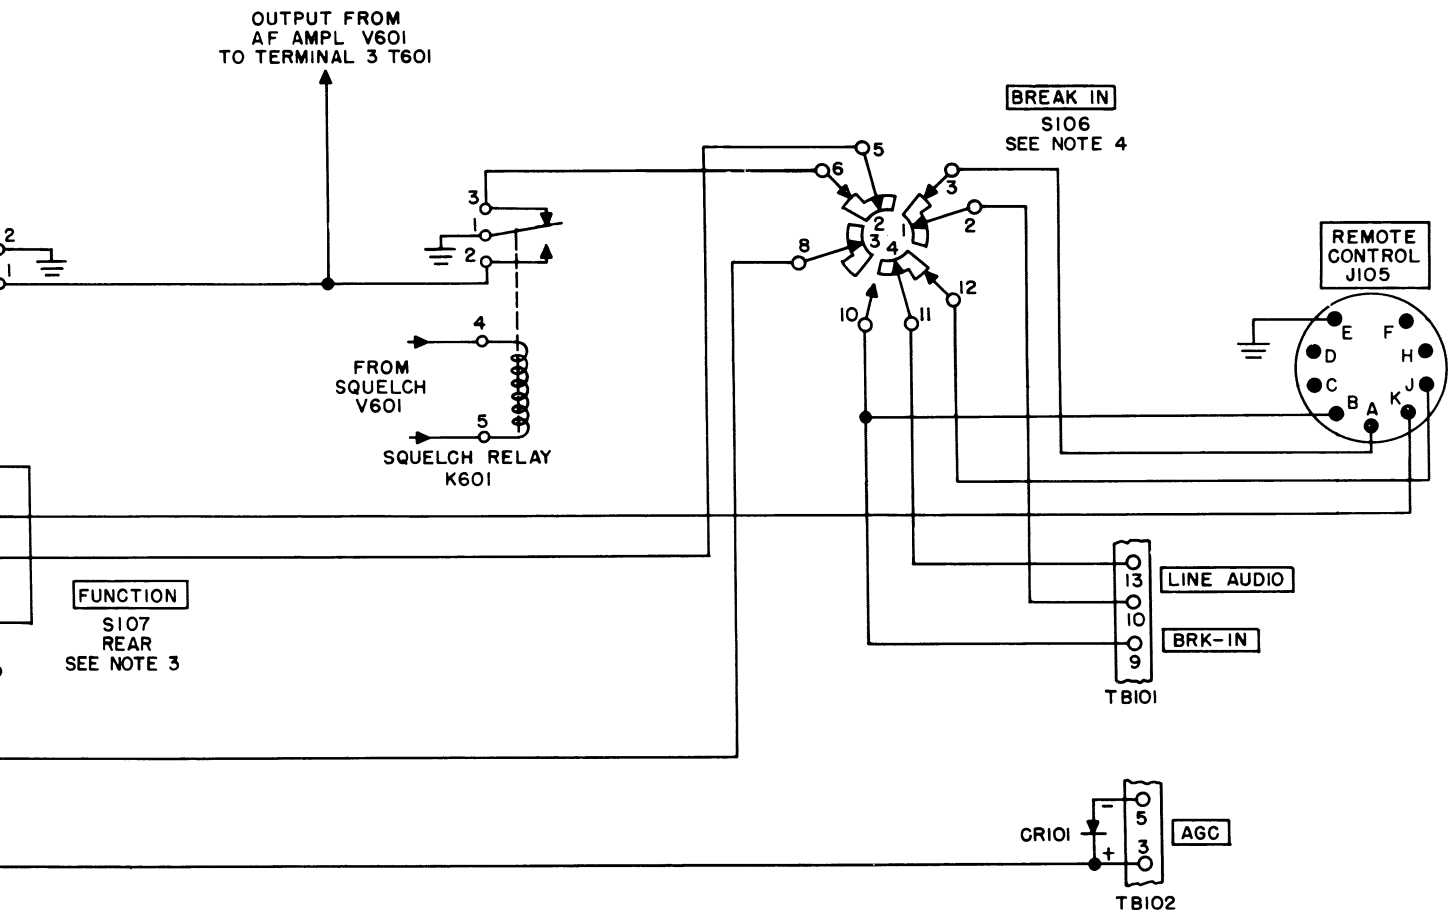 OUTPUT FROM
AF AMPL V601
TO TERMINAL 3 T601
BREAK IN
S106
SEE NOTE 4
5
6
3
2
2
1
3
4
8
12
10
11
3
1
2
2
1
4
FROM
SQUELCH
V601
5
SQUELCH RELAY
K601
REMOTE
CONTROL
J105
E
F
D
H
C
J
B
K
A
FUNCTION
S107
REAR
SEE NOTE 3
13
LINE AUDIO
10
BRK-IN
9
TB101
-
5
CR101
AGC
+
3
TB102